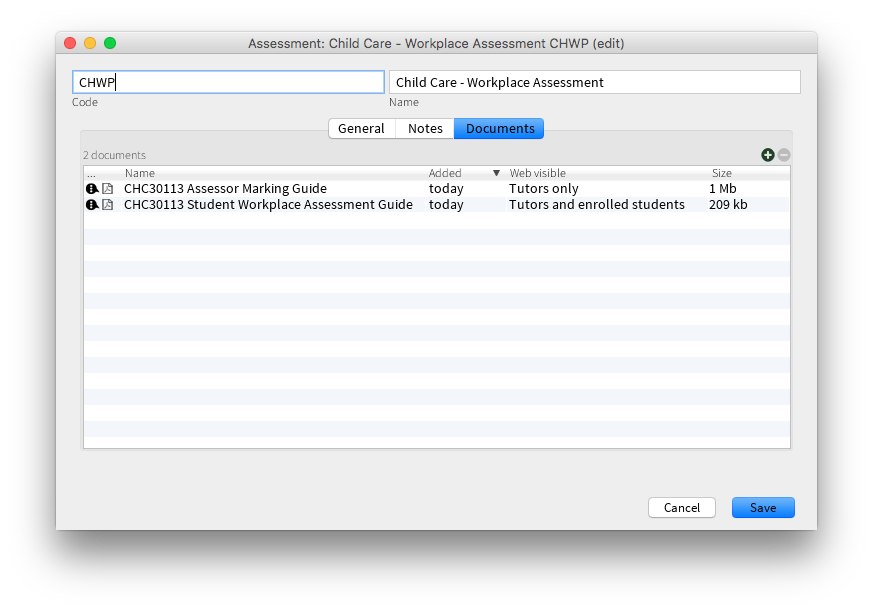 Assessment: Child Care - Workplace Assessment CHWP (edit)
CHWP Child Care - Workplace Assessment
Code Name
General Notes Documents
2 documents
... Name Added Web visible Size
CHC30113 Assessor Marking Guide today Tutors only 1 Mb
CHC30113 Student Workplace Assessment Guide today Tutors and enrolled students 209 kb
Cancel Save